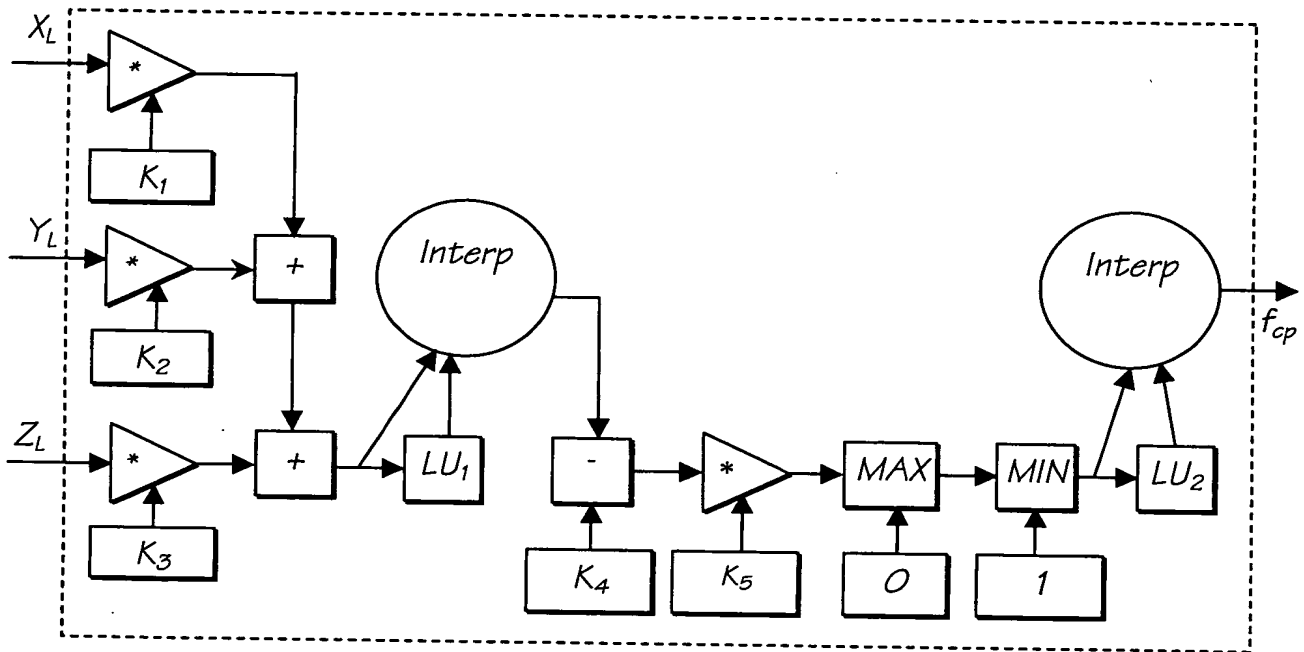 X_L
*
K_1
Y_L
*
+
K_2
Z_L
*
+
LU_1
K_3
Interp
-
K_4
*
K_5
MAX
0
MIN
1
LU_2
Interp
f_cp